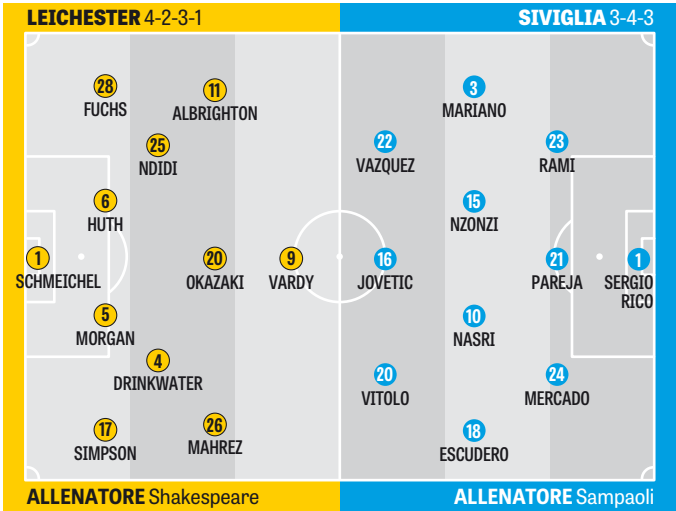 LEICHESTER 4-2-3-1
SIVIGLIA 3-4-3
28
FUCHS
11
ALBRIGHTON
25
NDIDI
6
HUTH
1
SCHMEICHEL
20
OKAZAKI
9
VARDY
5
MORGAN
4
DRINKWATER
17
SIMPSON
26
MAHREZ
3
MARIANO
22
VAZQUEZ
23
RAMI
15
NZONZI
16
JOVETIC
21
PAREJA
1
SERGIO
RICO
10
NASRI
20
VITOLO
24
MERCADO
18
ESCUDERO
ALLENATORE Shakespeare
ALLENATORE Sampaoli